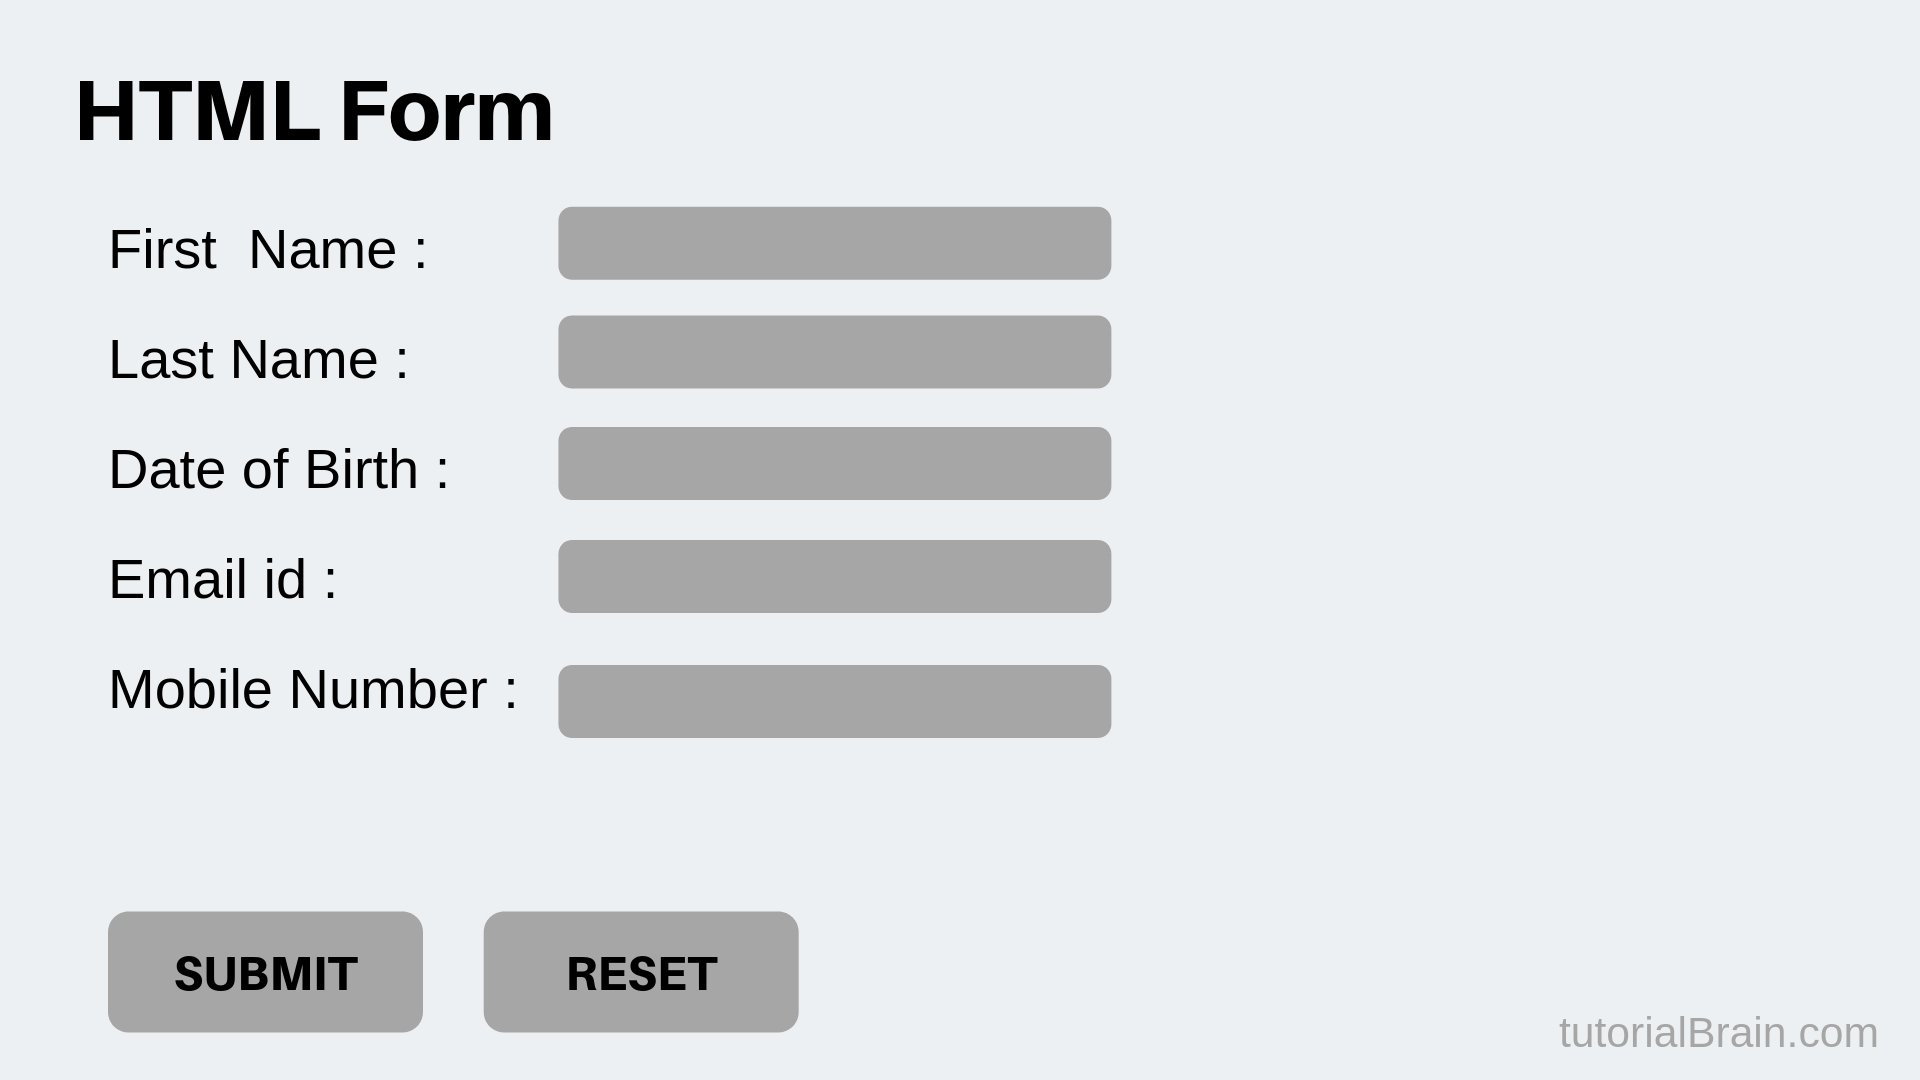 HTML Form
First  Name :
Last Name :
Date of Birth :
Email id :
Mobile Number :
SUBMIT
RESET
tutorialBrain.com